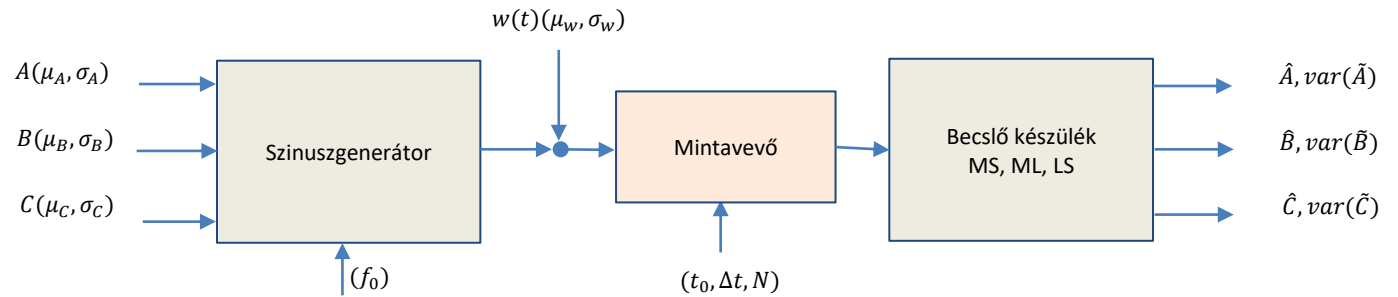 w(t)(μ_w, σ_w)
A(μ_A, σ_A)
B(μ_B, σ_B)
C(μ_C, σ_C)
Szinuszgenerátor
(f_0)
Mintavevő
(t_0, Δt, N)
Becslő készülék
MS, ML, LS
Â, var(Ã)
B̂, var(B̃)
Ĉ, var(C̃)